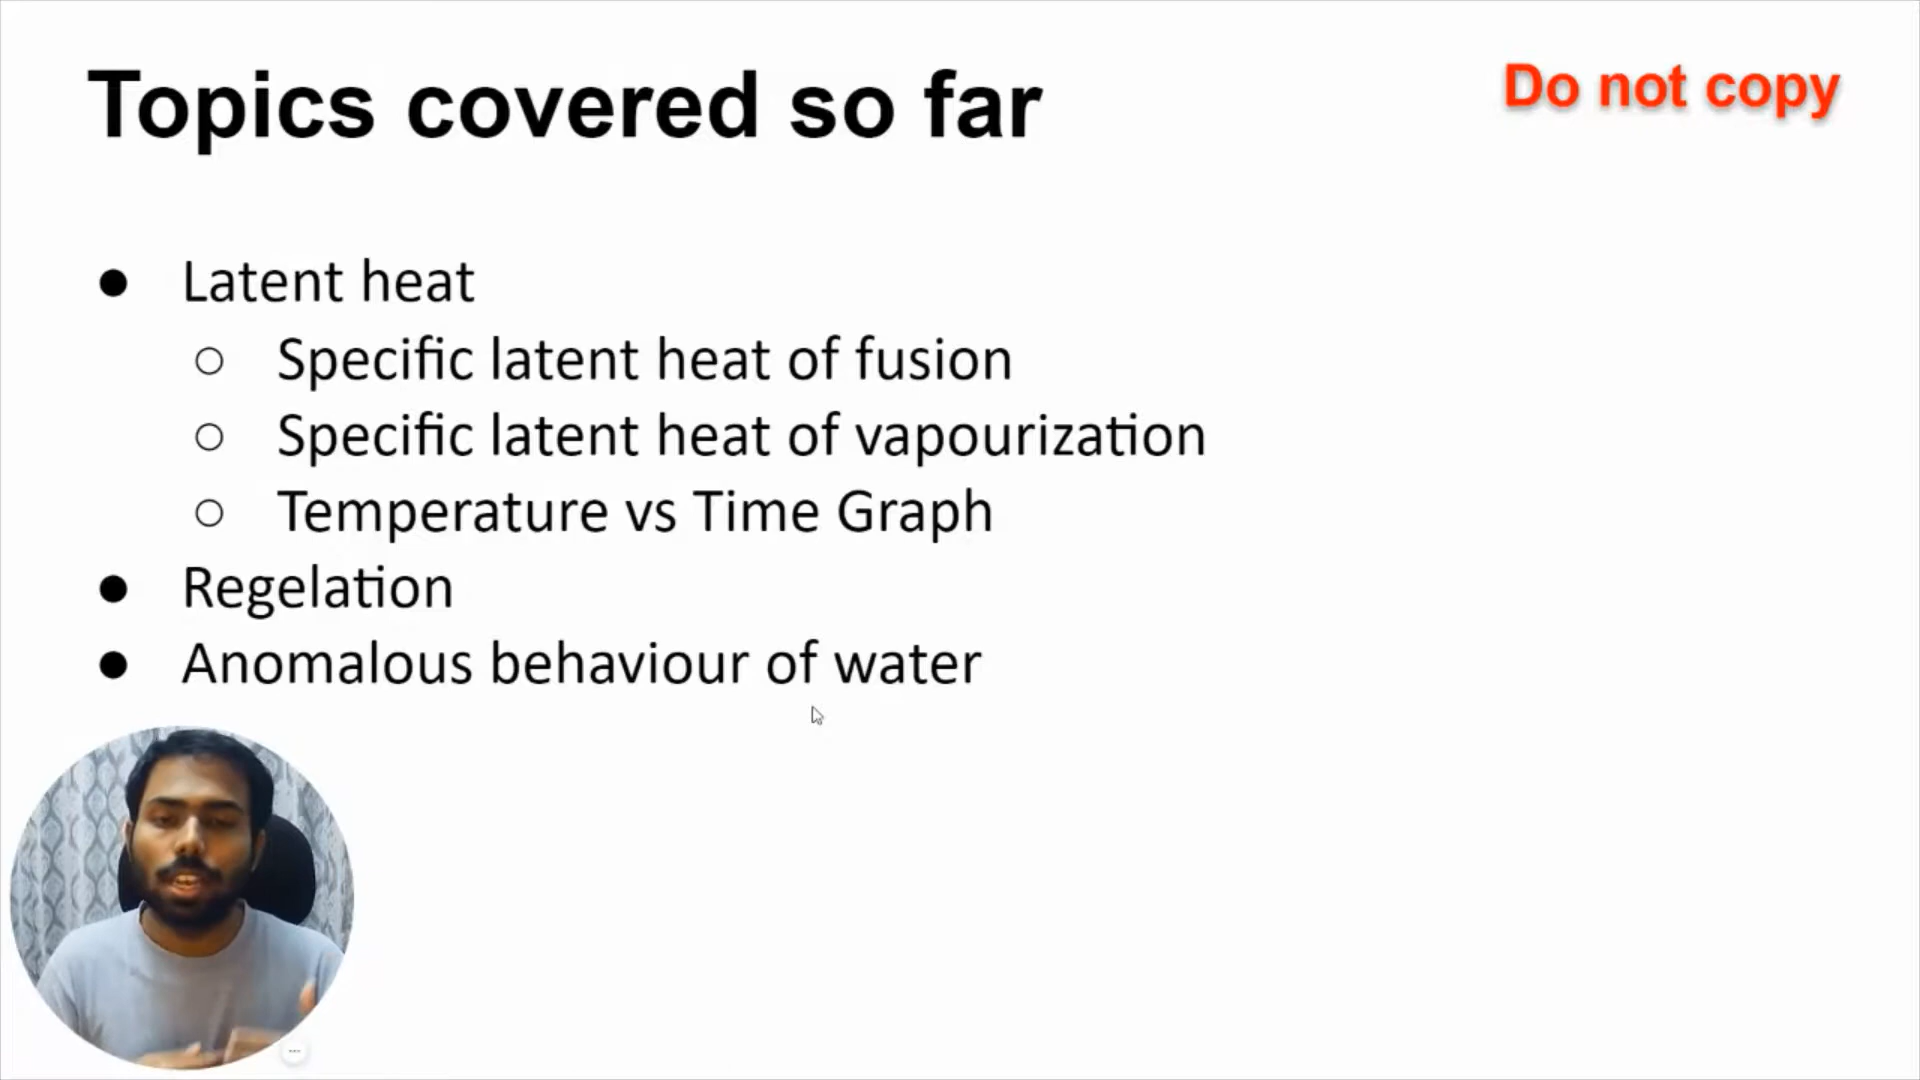 Topics covered so far
Do not copy
● Latent heat
○ Specific latent heat of fusion
○ Specific latent heat of vapourization
○ Temperature vs Time Graph
● Regelation
● Anomalous behaviour of water